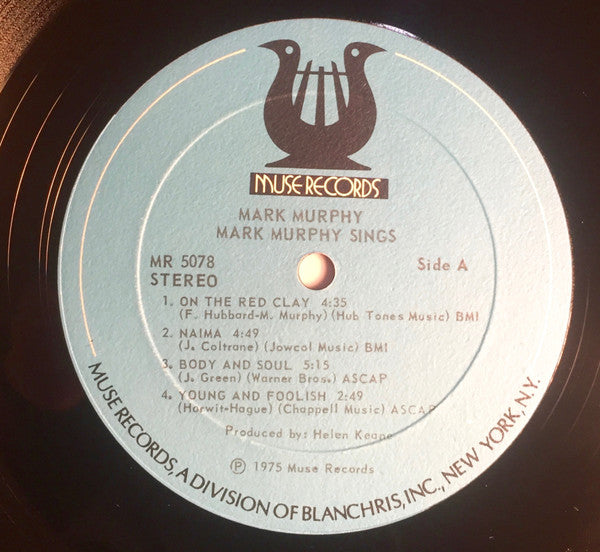 MUSE RECORDS
MARK MURPHY
MARK MURPHY SINGS
MR 5078
STEREO
Side A
1. ON THE RED CLAY 4:35
(F. Hubbard-M. Murphy) (Hub Tones Music) BMI
2. NAIMA 4:49
(J. Coltrane) (Jowcol Music) BMI
3. BODY AND SOUL 5:15
(J. Green) (Warner Bros.) ASCAP
4. YOUNG AND FOOLISH 2:49
(Horwit-Hague) (Chappell Music) ASCAP
Produced by: Helen Keane
Ⓟ 1975 Muse Records
MUSE RECORDS, A DIVISION OF BLANCHRIS, INC., NEW YORK, N.Y.